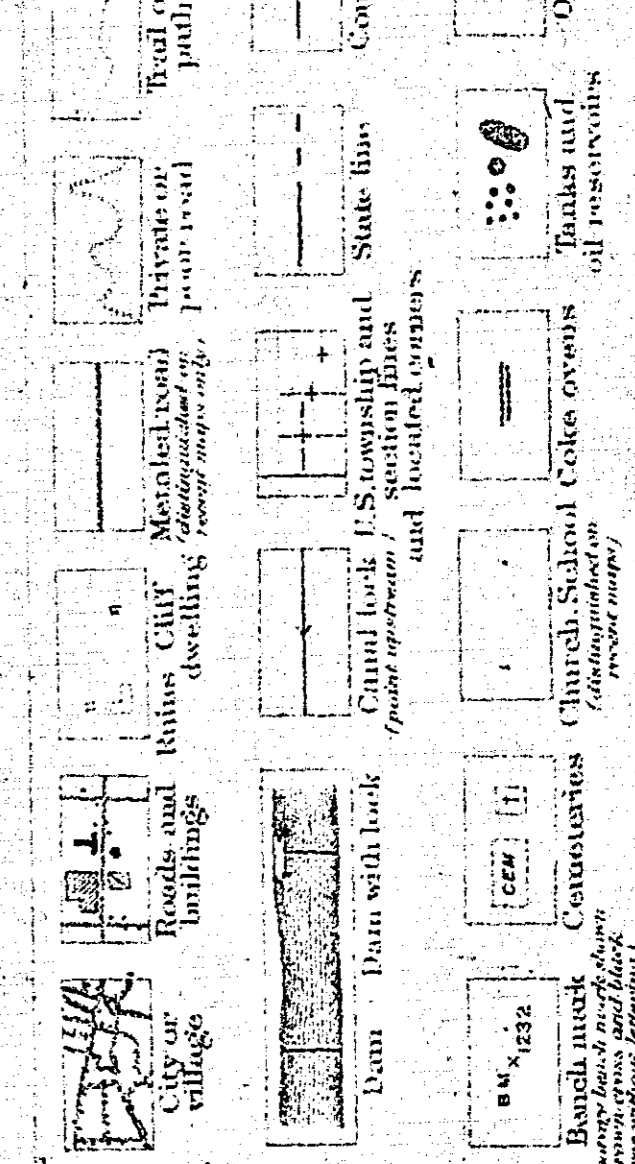 City or
village
Roads and
buildings
Ruins
Cliff
dwelling
Metaled road
(distinguished on
recent maps only)
Private or
poor road
Trail or
path
Dam
Dam with lock
Canal lock
(point upstream)
U.S. township and
section lines
and located corners
State line
Cou
BM
X
1232
Bench mark
CEM
Cemeteries
Church. School
(distinguished on
recent maps)
Coke ovens
Tanks and
oil reservoirs
O